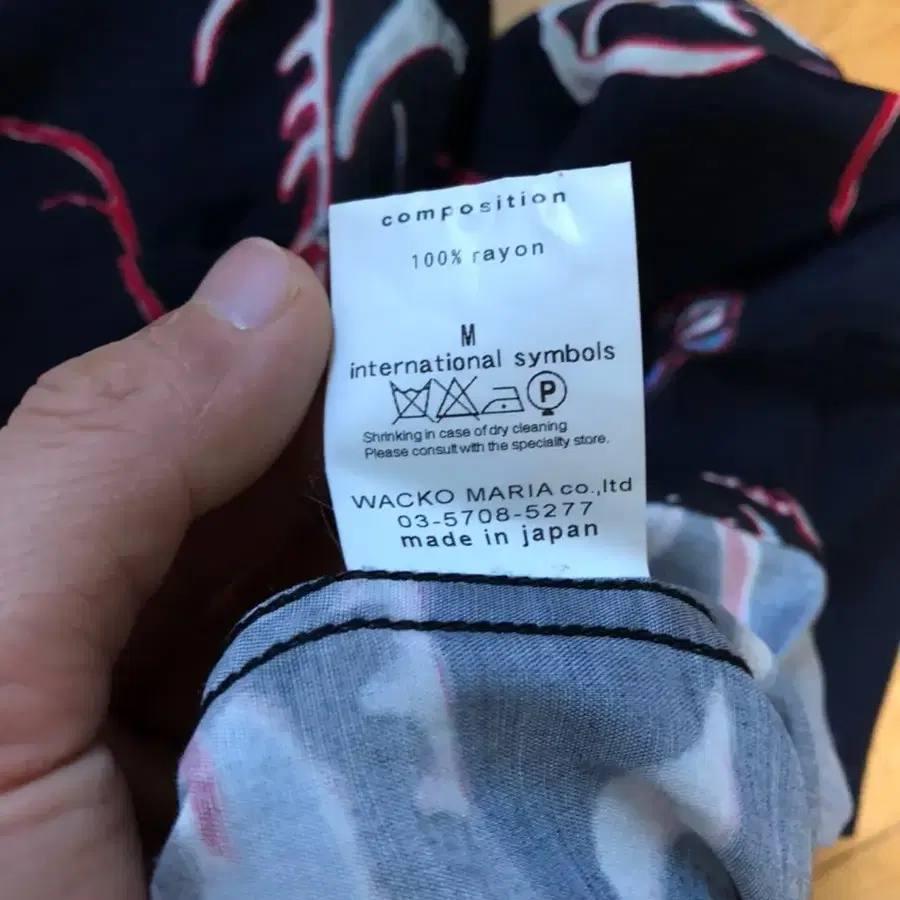 composition
100% rayon
M
international symbols
P
Shrinking in case of dry cleaning
Please consult with the speciality store.
WACKO MARIA co.,ltd
03-5708-5277
made in japan